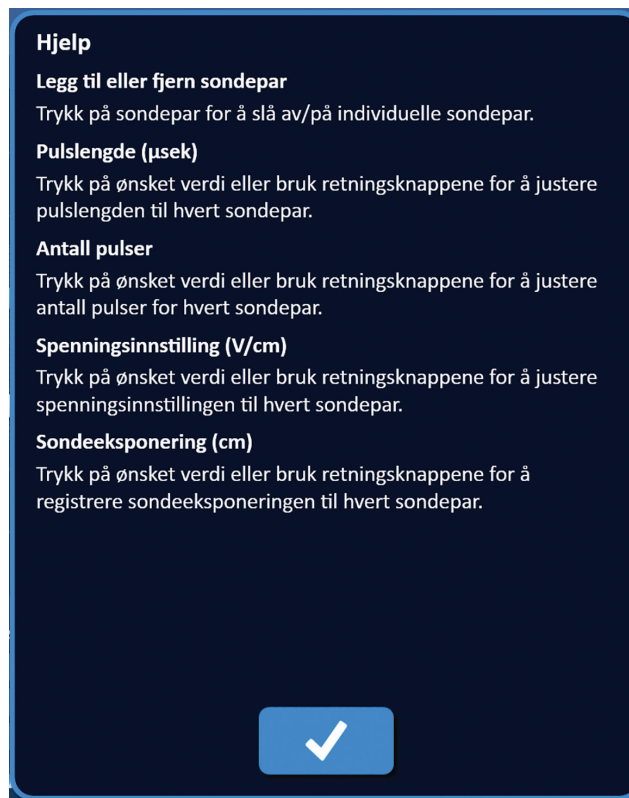 Hjelp
Legg til eller fjern sondepar
Trykk på sondepar for å slå av/på individuelle sondepar.
Pulslengde (µsek)
Trykk på ønsket verdi eller bruk retningsknappene for å justere
pulslengden til hvert sondepar.
Antall pulser
Trykk på ønsket verdi eller bruk retningsknappene for å justere
antall pulser for hvert sondepar.
Spenningsinnstilling (V/cm)
Trykk på ønsket verdi eller bruk retningsknappene for å justere
spenningsinnstillingen til hvert sondepar.
Sondeeksponering (cm)
Trykk på ønsket verdi eller bruk retningsknappene for å
registrere sondeeksponeringen til hvert sondepar.